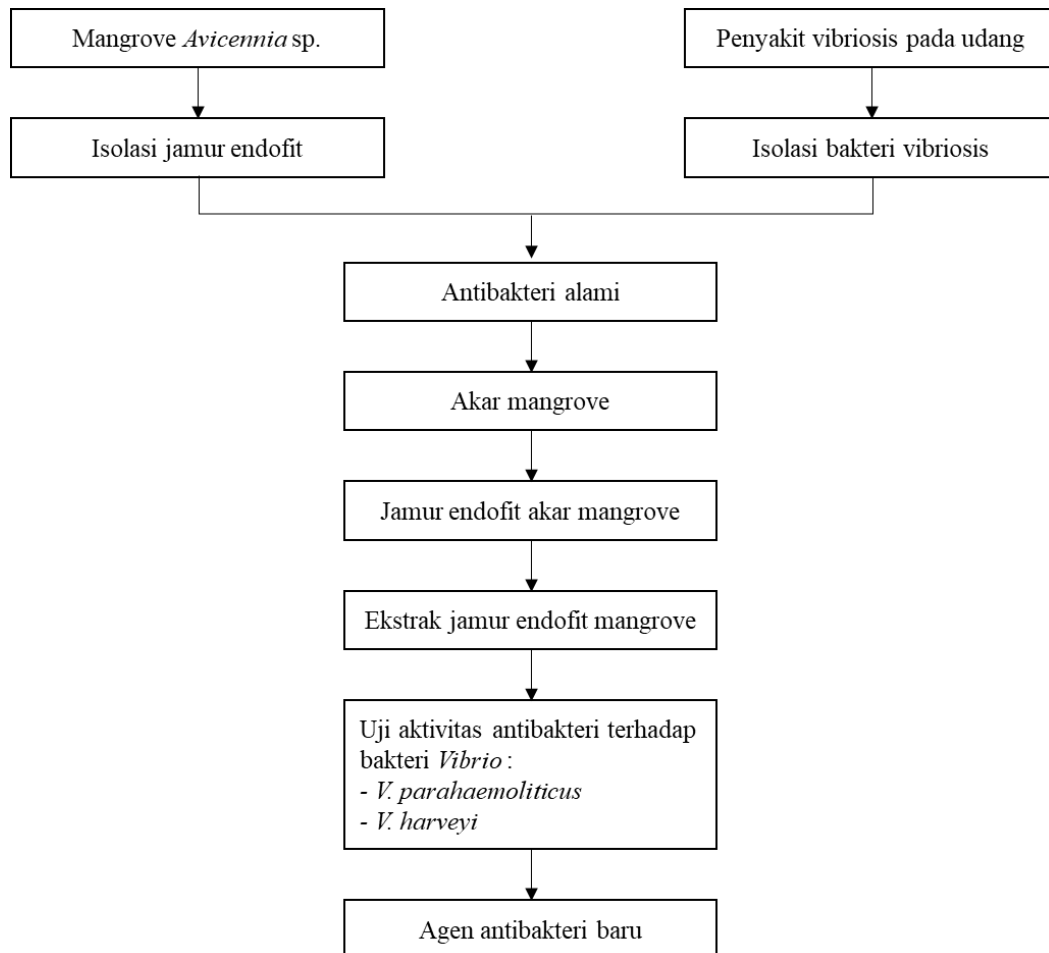 Mangrove Avicennia sp.
Penyakit vibriosis pada udang
Isolasi jamur endofit
Isolasi bakteri vibriosis
Antibakteri alami
Akar mangrove
Jamur endofit akar mangrove
Ekstrak jamur endofit mangrove
Uji aktivitas antibakteri terhadap
bakteri Vibrio :
- V. parahaemoliticus
- V. harveyi
Agen antibakteri baru